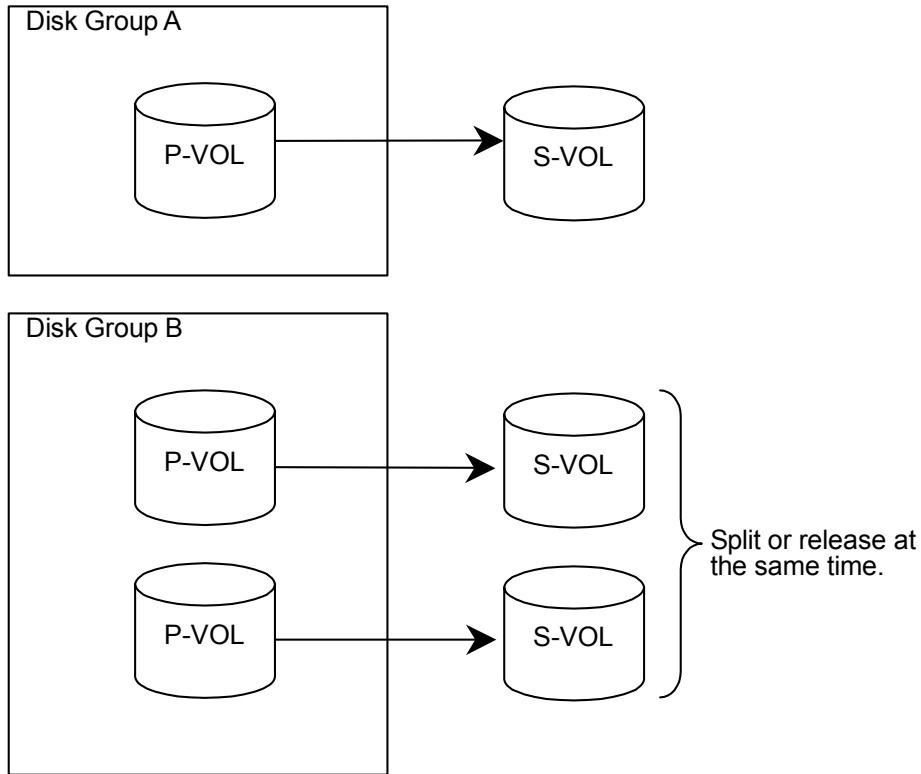 Disk Group A
P-VOL
S-VOL
Disk Group B
P-VOL
S-VOL
Split or release at
the same time.
P-VOL
S-VOL